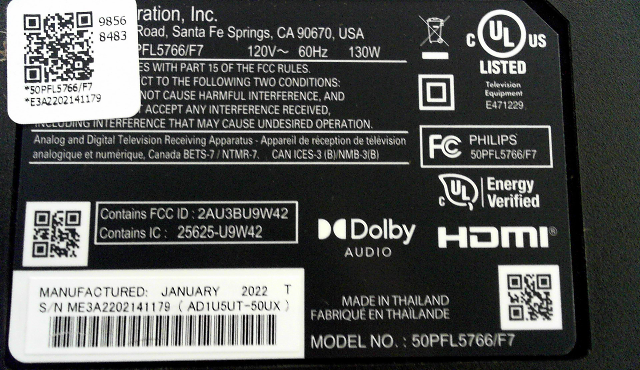 9856
8483
*50PFL5766/F7
*E3A2202141179
ration, Inc.
Road, Santa Fe Springs, CA 90670, USA
PFL5766/F7 120V~ 60Hz 130W
ES WITH PART 15 OF THE FCC RULES.
CT TO THE FOLLOWING TWO CONDITIONS:
NOT CAUSE HARMFUL INTERFERENCE, AND
T ACCEPT ANY INTERFERENCE RECEIVED,
INCLUDING INTERFERENCE THAT MAY CAUSE UNDESIRED OPERATION.
Analog and Digital Television Receiving Apparatus - Appareil de réception de télévision
analogique et numérique, Canada BETS-7 / NTMR-7. CAN ICES-3 (B)/NMB-3(B)
C UL US
LISTED
Television
Equipment
E471229
FC PHILIPS
50PFL5766/F7
C UL Energy
Verified
Contains FCC ID : 2AU3BU9W42
Contains IC : 25625-U9W42
Dolby
AUDIO
HDMI®
MANUFACTURED: JANUARY 2022 T
S/N ME3A2202141179 ( AD1U5UT-50UX )
MADE IN THAILAND
FABRIQUÉ EN THAÏLANDE
MODEL NO. : 50PFL5766/F7